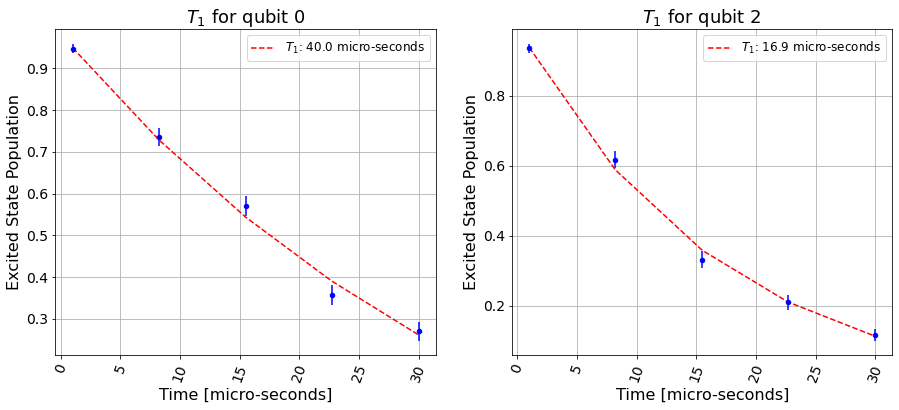 T₁ for qubit 0
T₁: 40.0 micro-seconds
Excited State Population
0.9
0.8
0.7
0.6
0.5
0.4
0.3
0 5 10 15 20 25 30
Time [micro-seconds]
T₁ for qubit 2
T₁: 16.9 micro-seconds
Excited State Population
0.8
0.6
0.4
0.2
0 5 10 15 20 25 30
Time [micro-seconds]